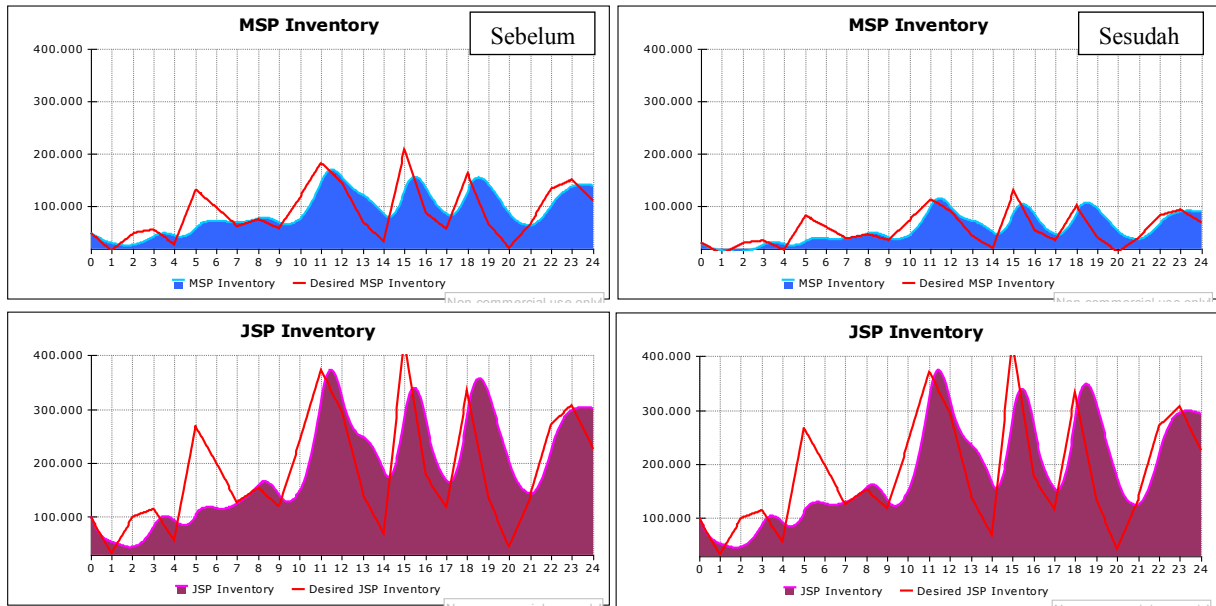 MSP Inventory
Sebelum
400.000
300.000
200.000
100.000
0 1 2 3 4 5 6 7 8 9 10 11 12 13 14 15 16 17 18 19 20 21 22 23 24
MSP Inventory Desired MSP Inventory
Non-commercial use only!
MSP Inventory
Sesudah
400.000
300.000
200.000
100.000
0 1 2 3 4 5 6 7 8 9 10 11 12 13 14 15 16 17 18 19 20 21 22 23 24
MSP Inventory Desired MSP Inventory
Non-commercial use only!
JSP Inventory
400.000
300.000
200.000
100.000
0 1 2 3 4 5 6 7 8 9 10 11 12 13 14 15 16 17 18 19 20 21 22 23 24
JSP Inventory Desired JSP Inventory
JSP Inventory
400.000
300.000
200.000
100.000
0 1 2 3 4 5 6 7 8 9 10 11 12 13 14 15 16 17 18 19 20 21 22 23 24
JSP Inventory Desired JSP Inventory